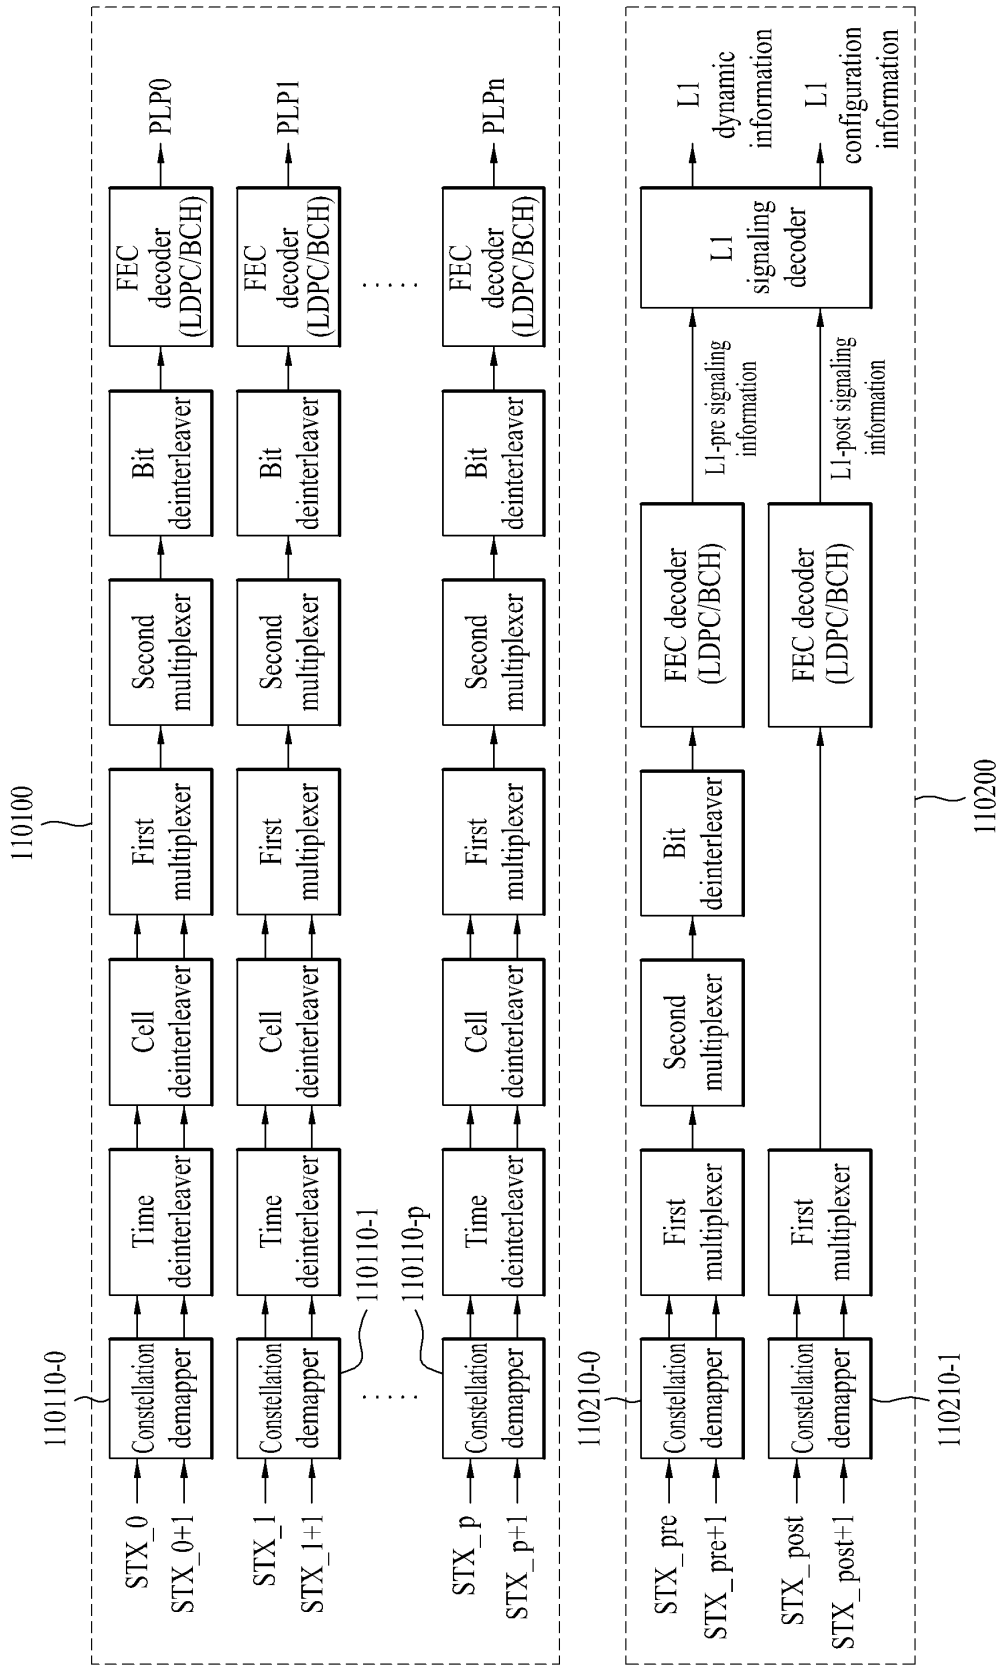 110100
110110-0
STX_0
STX_0+1
Constellation
demapper
Time
deinterleaver
Cell
deinterleaver
First
multiplexer
Second
multiplexer
Bit
deinterleaver
FEC
decoder
(LDPC/BCH)
PLP0
STX_1
STX_1+1
Constellation
demapper
Time
deinterleaver
Cell
deinterleaver
First
multiplexer
Second
multiplexer
Bit
deinterleaver
FEC
decoder
(LDPC/BCH)
PLP1
110110-1
.....
.....
110110-p
STX_p
STX_p+1
Constellation
demapper
Time
deinterleaver
Cell
deinterleaver
First
multiplexer
Second
multiplexer
Bit
deinterleaver
FEC
decoder
(LDPC/BCH)
PLPn
110210-0
STX_pre
STX_pre+1
Constellation
demapper
First
multiplexer
Second
multiplexer
Bit
deinterleaver
FEC decoder
(LDPC/BCH)
L1-pre signaling
information
L1
signaling
decoder
L1
dynamic
information
STX_post
STX_post+1
Constellation
demapper
First
multiplexer
FEC decoder
(LDPC/BCH)
L1-post signaling
information
L1
configuration
information
110210-1
110200